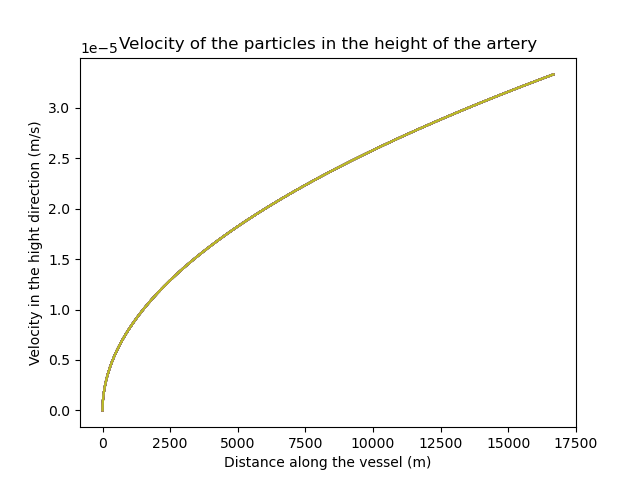 Velocity of the particles in the height of the artery
1e−5
3.0
2.5
2.0
1.5
1.0
0.5
0.0
Velocity in the hight direction (m/s)
0 2500 5000 7500 10000 12500 15000 17500
Distance along the vessel (m)